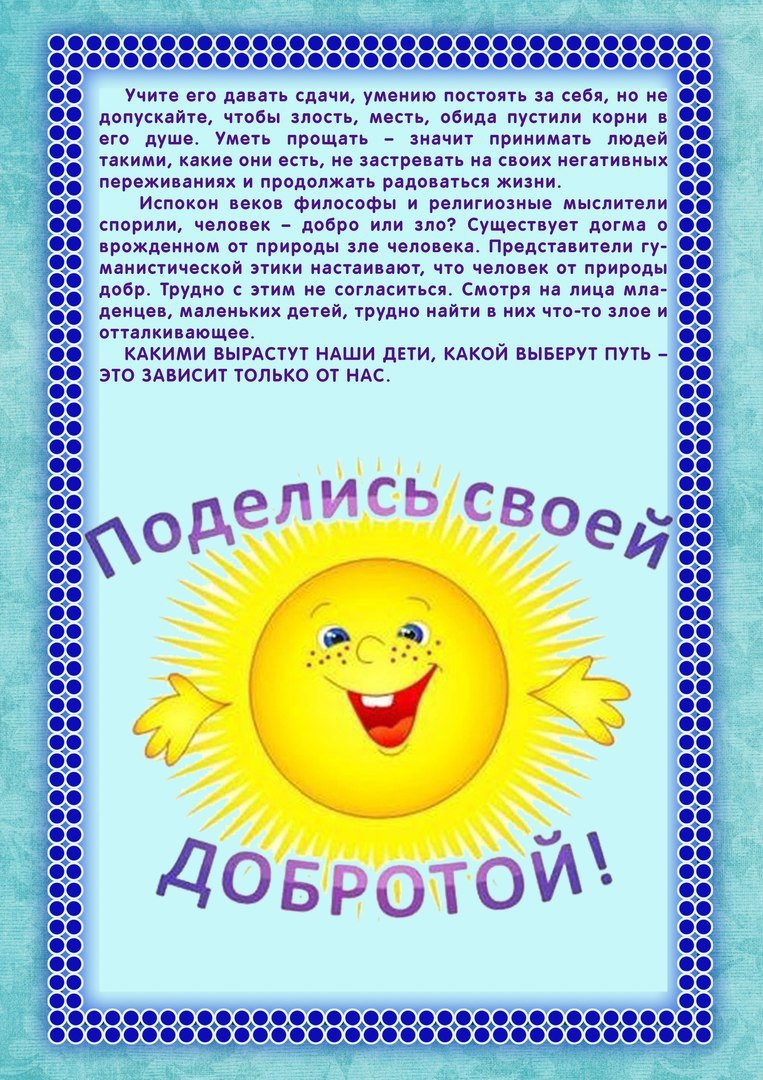 Учите его давать сдачи, умению постоять за себя, но не
допускайте, чтобы злость, месть, обида пустили корни в
его душе. Уметь прощать – значит принимать людей
такими, какие они есть, не застревать на своих негативных
переживаниях и продолжать радоваться жизни.
Испокон веков философы и религиозные мыслители
спорили, человек – добро или зло? Существует догма о
врожденном от природы зле человека. Представители гу-
манистической этики настаивают, что человек от природы
добр. Трудно с этим не согласиться. Смотря на лица мла-
денцев, маленьких детей, трудно найти в них что-то злое и
отталкивающее.
КАКИМИ ВЫРАСТУТ НАШИ ДЕТИ, КАКОЙ ВЫБЕРУТ ПУТЬ –
ЭТО ЗАВИСИТ ТОЛЬКО ОТ НАС.
Поделись своей
ДОБРОТОЙ!